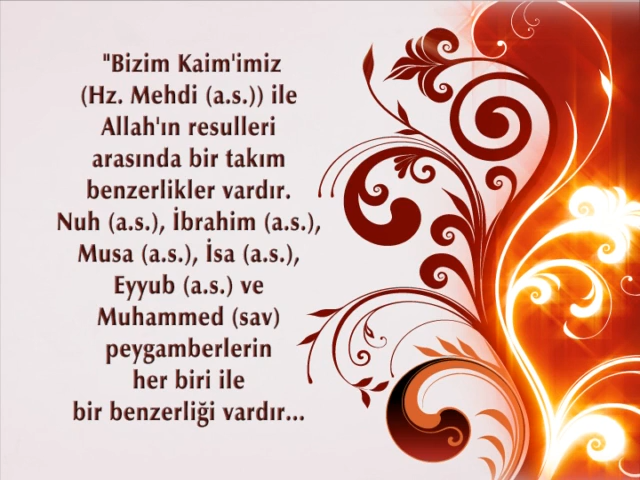 "Bizim Kaim'imiz
(Hz. Mehdi (a.s.)) ile
Allah'ın resulleri
arasında bir takım
benzerlikler vardır.
Nuh (a.s.), İbrahim (a.s.),
Musa (a.s.), İsa (a.s.),
Eyyub (a.s.) ve
Muhammed (sav)
peygamberlerin
her biri ile
bir benzerliği vardır...